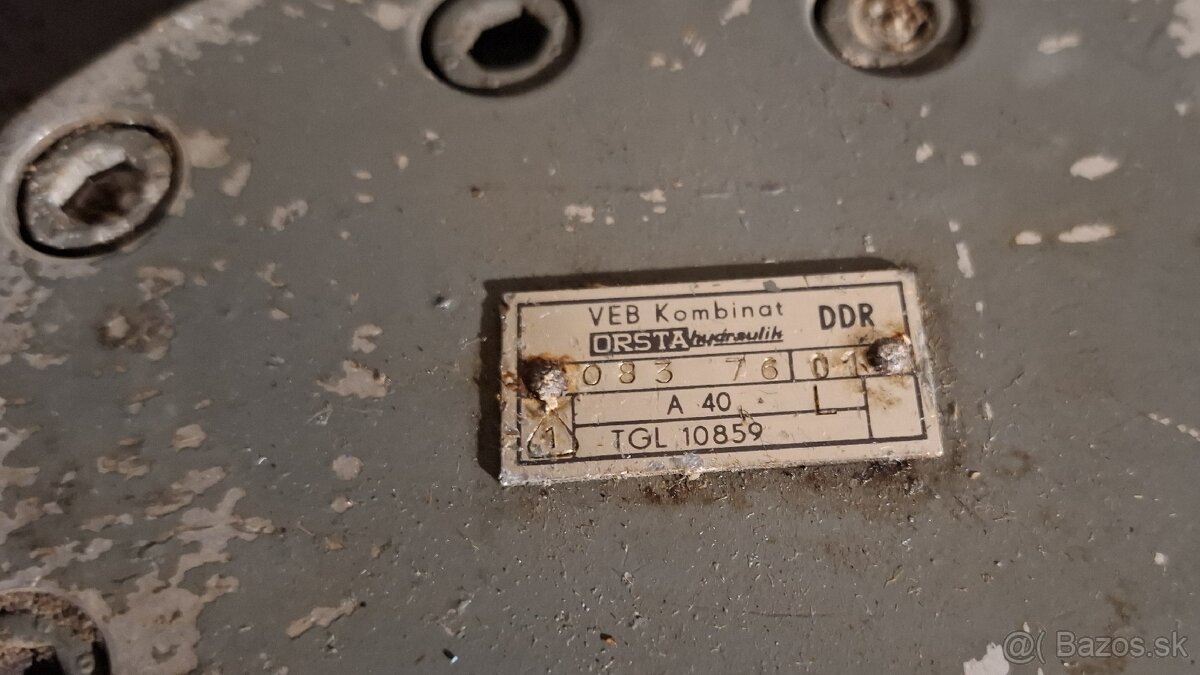 VEB Kombinat DDR
ORSTA hydraulik
083 76 01
A 40 L
1 TGL 10859
@( Bazos.sk